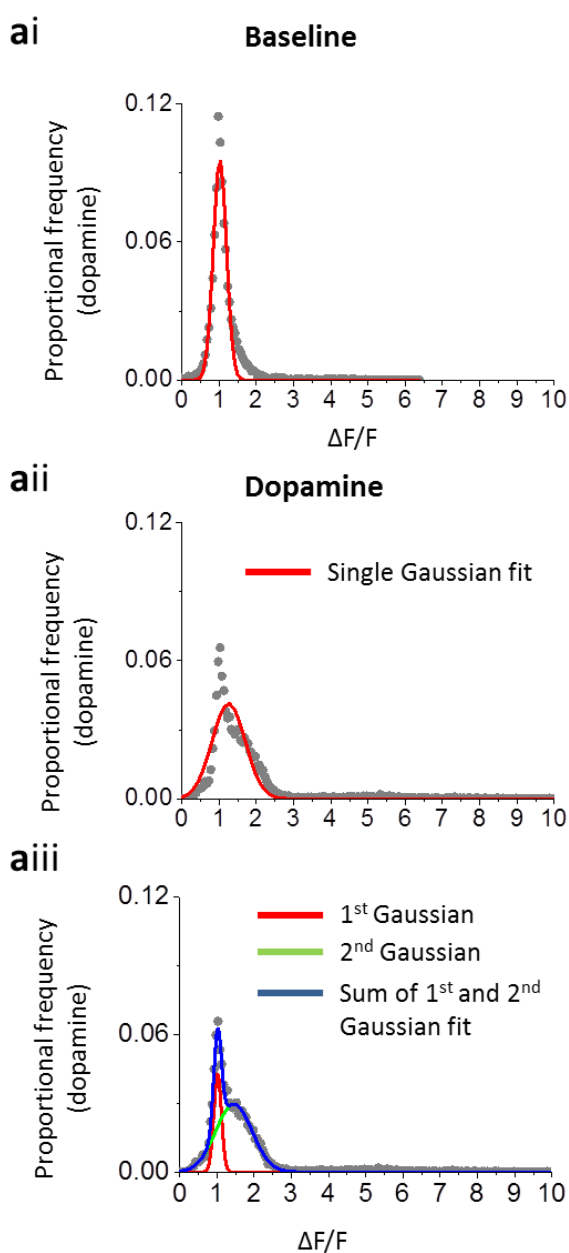 ai
Baseline
Proportional frequency
(dopamine)
0.12
0.06
0.00
0 1 2 3 4 5 6 7 8 9 10
ΔF/F
aii
Dopamine
Proportional frequency
(dopamine)
0.12
0.06
0.00
Single Gaussian fit
0 1 2 3 4 5 6 7 8 9 10
aiii
Proportional frequency
(dopamine)
0.12
0.06
0.00
1st Gaussian
2nd Gaussian
Sum of 1st and 2nd
Gaussian fit
0 1 2 3 4 5 6 7 8 9 10
ΔF/F